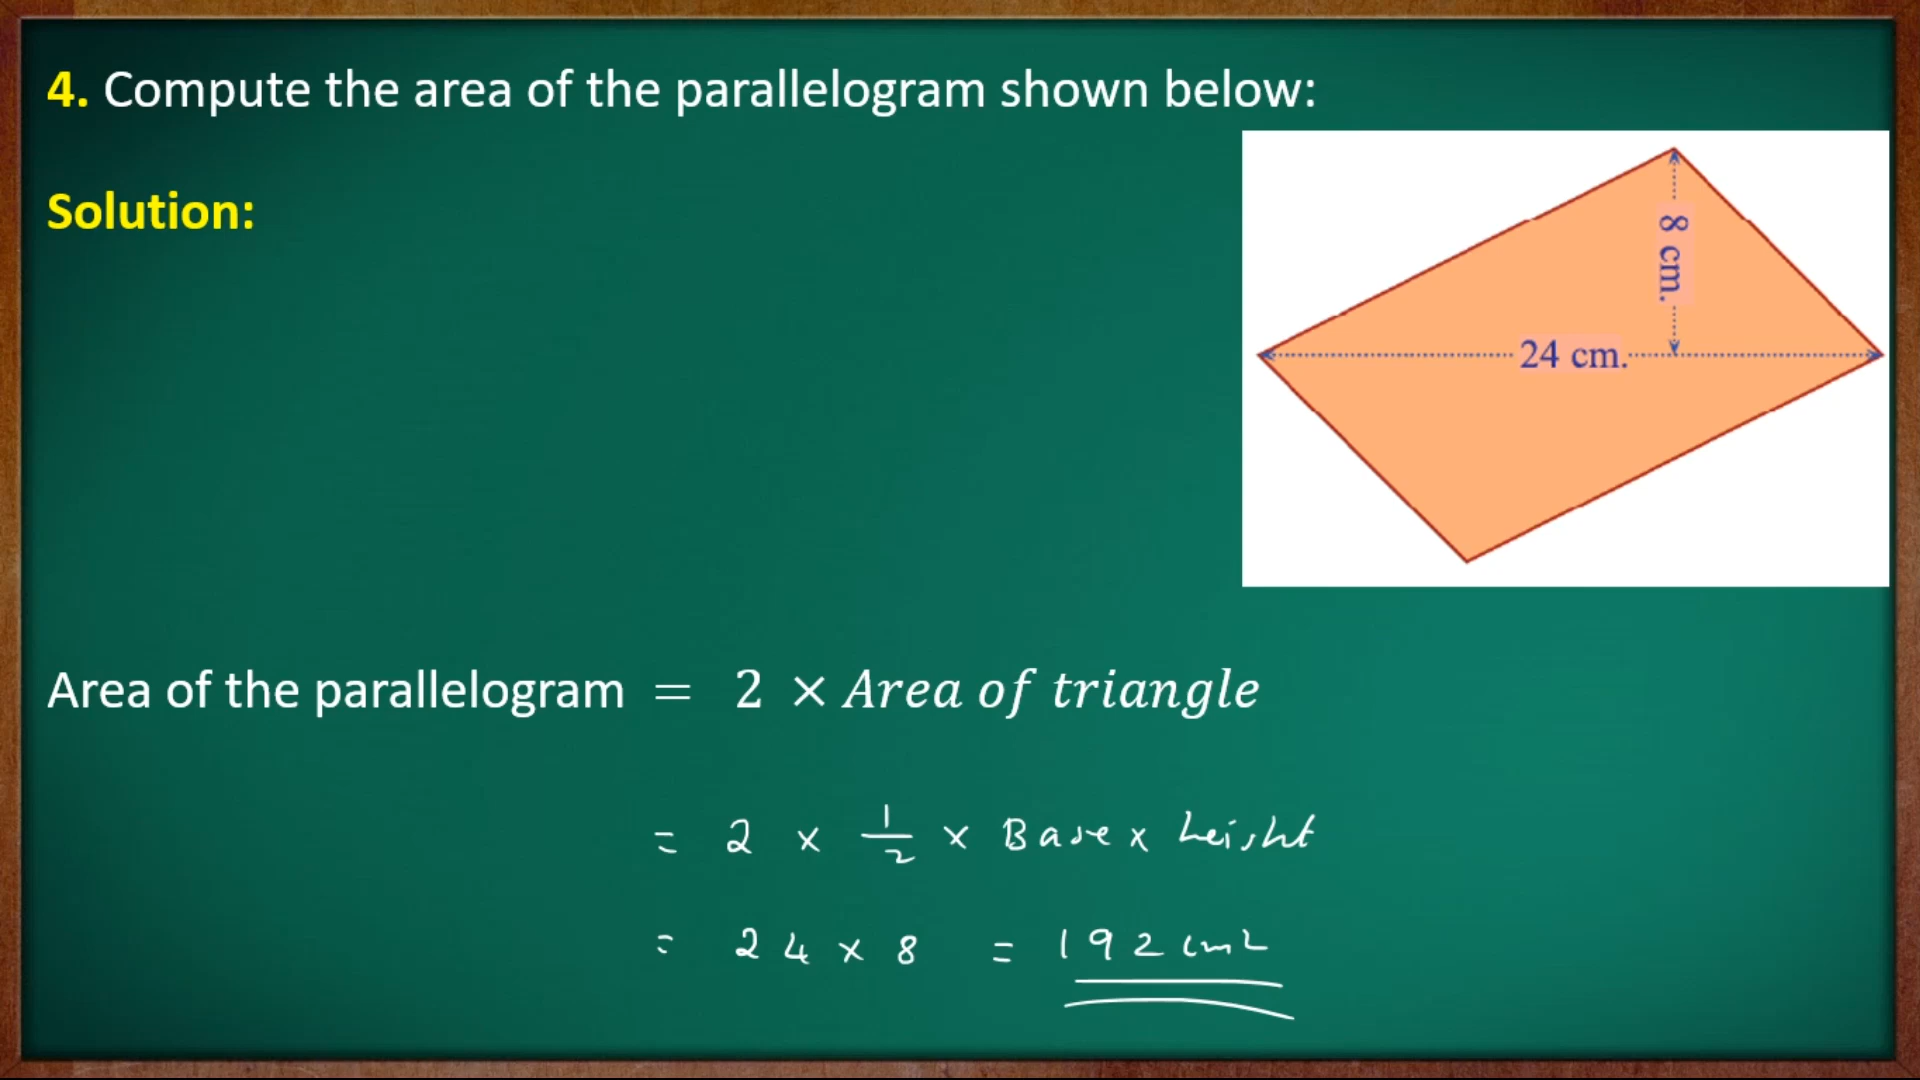 4. Compute the area of the parallelogram shown below:
Solution:
8 cm.
24 cm.
Area of the parallelogram = 2 × Area of triangle
= 2 × 1/2 × Base × height
= 24 × 8 = 192 cm²